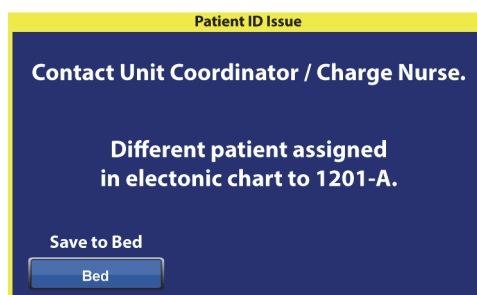 Patient ID Issue
Contact Unit Coordinator / Charge Nurse.
Different patient assigned
in electonic chart to 1201-A.
Save to Bed
Bed